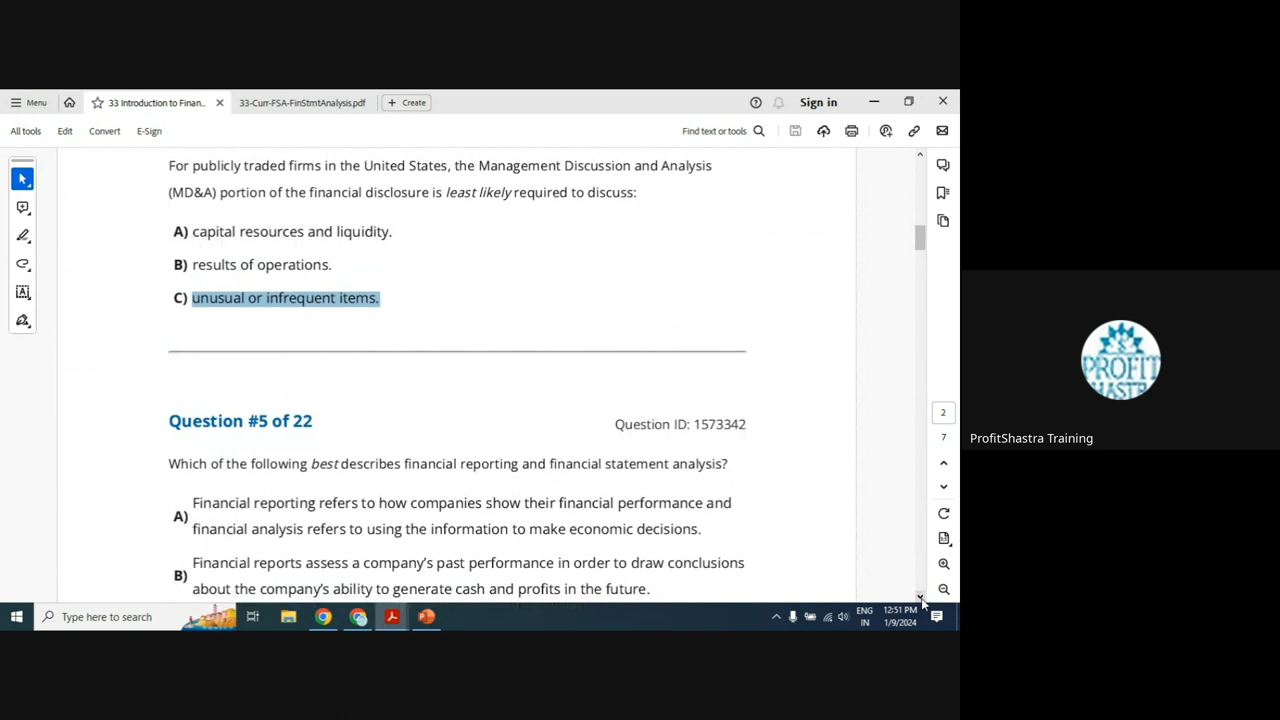 Menu
33 Introduction to Finan...
33-Curr-FSA-FinStmtAnalysis.pdf
Create
Sign in
All tools
Edit
Convert
E-Sign
Find text or tools
For publicly traded firms in the United States, the Management Discussion and Analysis
(MD&A) portion of the financial disclosure is least likely required to discuss:
A) capital resources and liquidity.
B) results of operations.
C) unusual or infrequent items.
Question #5 of 22
Question ID: 1573342
Which of the following best describes financial reporting and financial statement analysis?
A) Financial reporting refers to how companies show their financial performance and
financial analysis refers to using the information to make economic decisions.
B) Financial reports assess a company's past performance in order to draw conclusions
about the company's ability to generate cash and profits in the future.
2
7
Type here to search
ENG
IN
12:51 PM
1/9/2024
PROFIT
SHASTRA
ProfitShastra Training